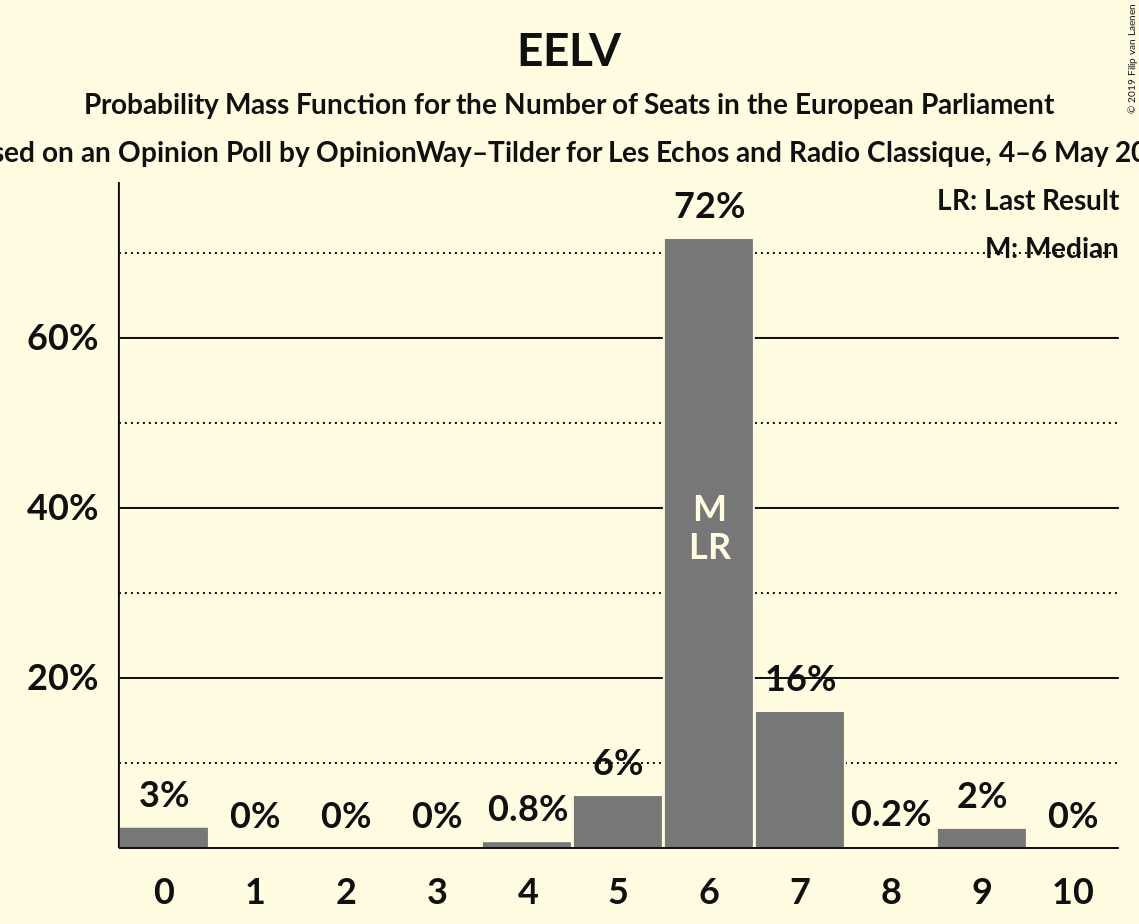 EELV
Probability Mass Function for the Number of Seats in the European Parliament
sed on an Opinion Poll by OpinionWay–Tilder for Les Echos and Radio Classique, 4–6 May 20
© 2019 Filip van Laenen
LR: Last Result
M: Median
72%
60%
40%
20%
M
LR
16%
6%
3%
0%
0%
0%
0.8%
0.2%
2%
0%
0 1 2 3 4 5 6 7 8 9 10